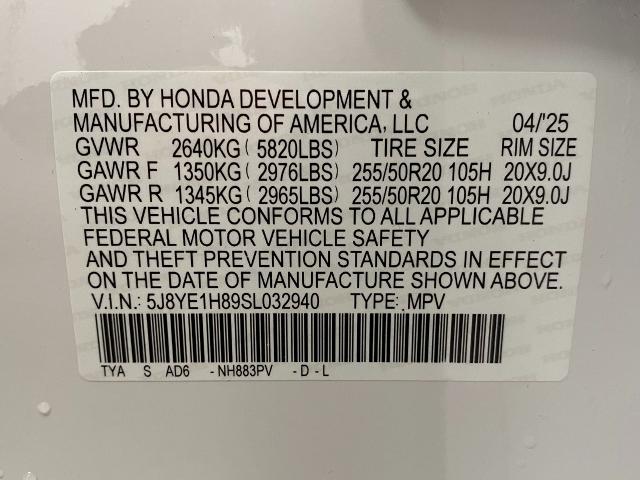 MFD. BY HONDA DEVELOPMENT &
MANUFACTURING OF AMERICA, LLC 04/'25
GVWR 2640KG( 5820LBS) TIRE SIZE RIM SIZE
GAWR F 1350KG( 2976LBS) 255/50R20 105H 20X9.0J
GAWR R 1345KG( 2965LBS) 255/50R20 105H 20X9.0J
THIS VEHICLE CONFORMS TO ALL APPLICABLE
FEDERAL MOTOR VEHICLE SAFETY
AND THEFT PREVENTION STANDARDS IN EFFECT
ON THE DATE OF MANUFACTURE SHOWN ABOVE.
V.I.N.: 5J8YE1H89SL032940 TYPE: MPV
TYA S AD6 -NH883PV -D-L